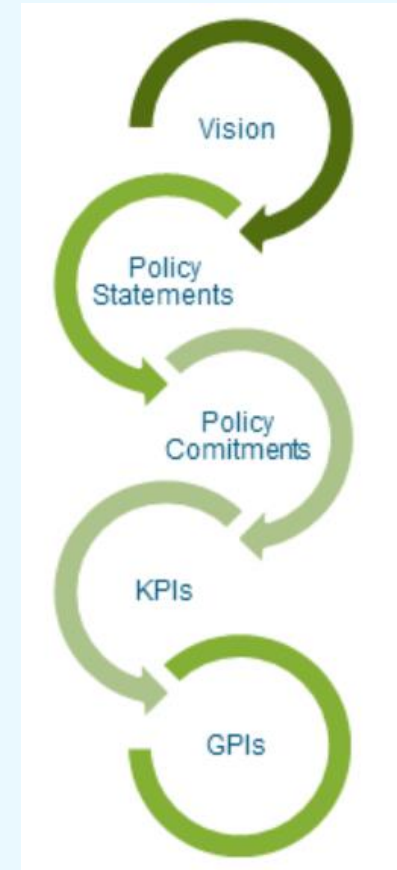 Vision
Policy
Statements
Policy
Comitments
KPIs
GPIs